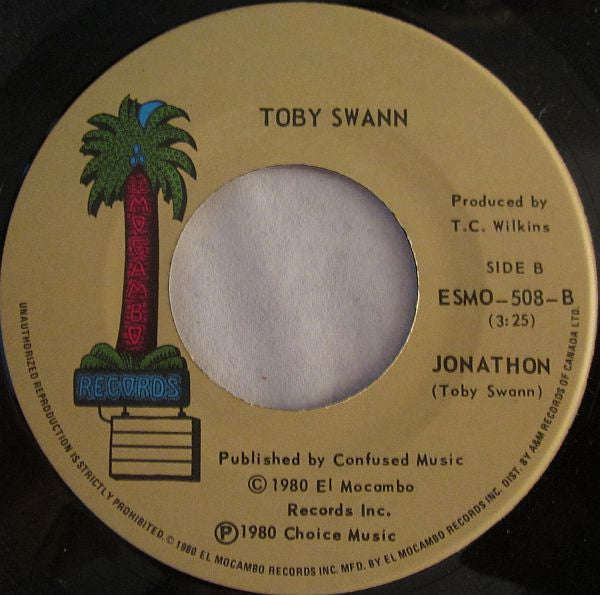 TOBY SWANN
EL MOCAMBO
RECORDS
Produced by
T.C. Wilkins
SIDE B
ESMO-508-B
(3:25)
JONATHON
(Toby Swann)
Published by Confused Music
© 1980 El Mocambo
Records Inc.
Ⓟ1980 Choice Music
UNAUTHORIZED REPRODUCTION IS STRICTLY PROHIBITED. © 1980 EL MOCAMBO RECORDS INC. MFD. BY EL MOCAMBO RECORDS INC. DIST. BY A&M RECORDS OF CANADA LTD.